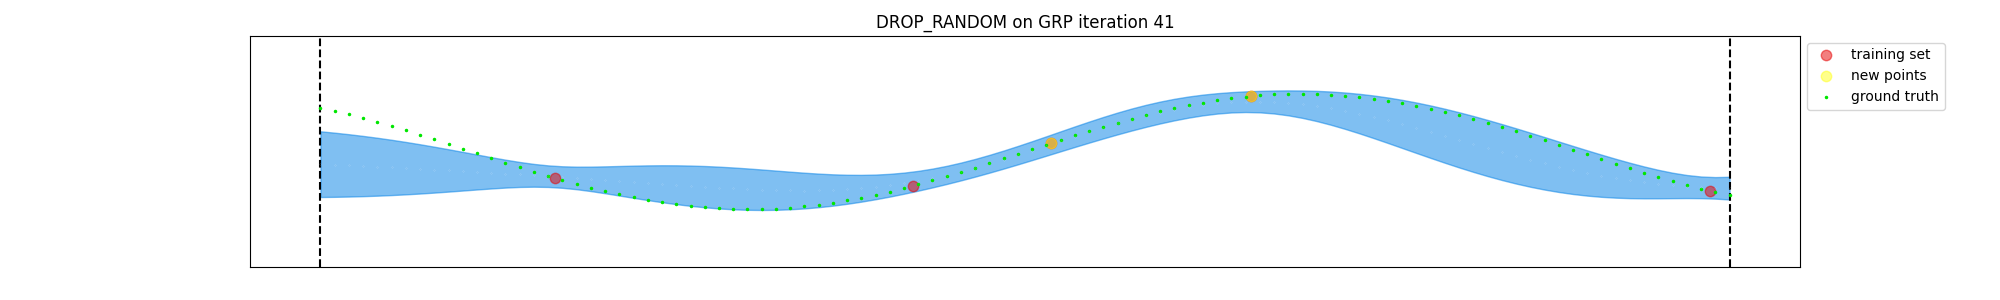 DROP_RANDOM on GRP iteration 41
training set
new points
ground truth